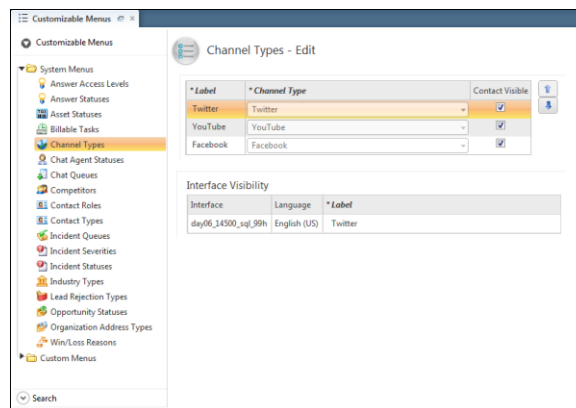 Customizable Menus
Customizable Menus
System Menus
Answer Access Levels
Answer Statuses
Asset Statuses
Billable Tasks
Channel Types
Chat Agent Statuses
Chat Queues
Competitors
Contact Roles
Contact Types
Incident Queues
Incident Severities
Incident Statuses
Industry Types
Lead Rejection Types
Opportunity Statuses
Organization Address Types
Win/Loss Reasons
Custom Menus
Search
Channel Types - Edit
* Label * Channel Type Contact Visible
Twitter Twitter
YouTube YouTube
Facebook Facebook
Interface Visibility
Interface Language * Label
day06_14500_sql_99h English (US) Twitter